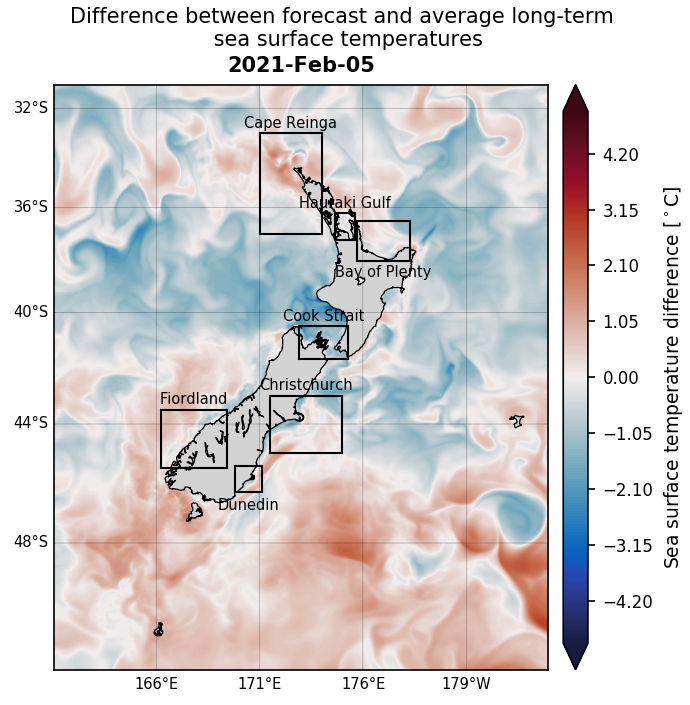 Difference between forecast and average long-term
sea surface temperatures
2021-Feb-05
32°S
36°S
40°S
44°S
48°S
Cape Reinga
Hauraki Gulf
Bay of Plenty
Cook Strait
Christchurch
Fiordland
Dunedin
166°E
171°E
176°E
179°W
4.20
3.15
2.10
1.05
0.00
−1.05
−2.10
−3.15
−4.20
Sea surface temperature difference [°C]